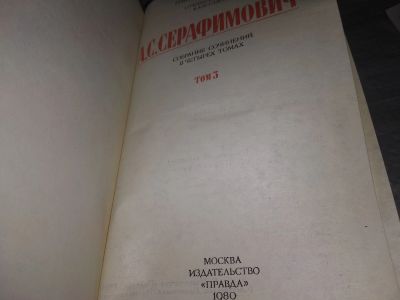 А.С.СЕРАФИМОВИЧ
СОБРАНИЕ СОЧИНЕНИЙ
В ЧЕТЫРЕХ ТОМАХ
ТОМ 3
МОСКВА
ИЗДАТЕЛЬСТВО
«ПРАВДА»
1980